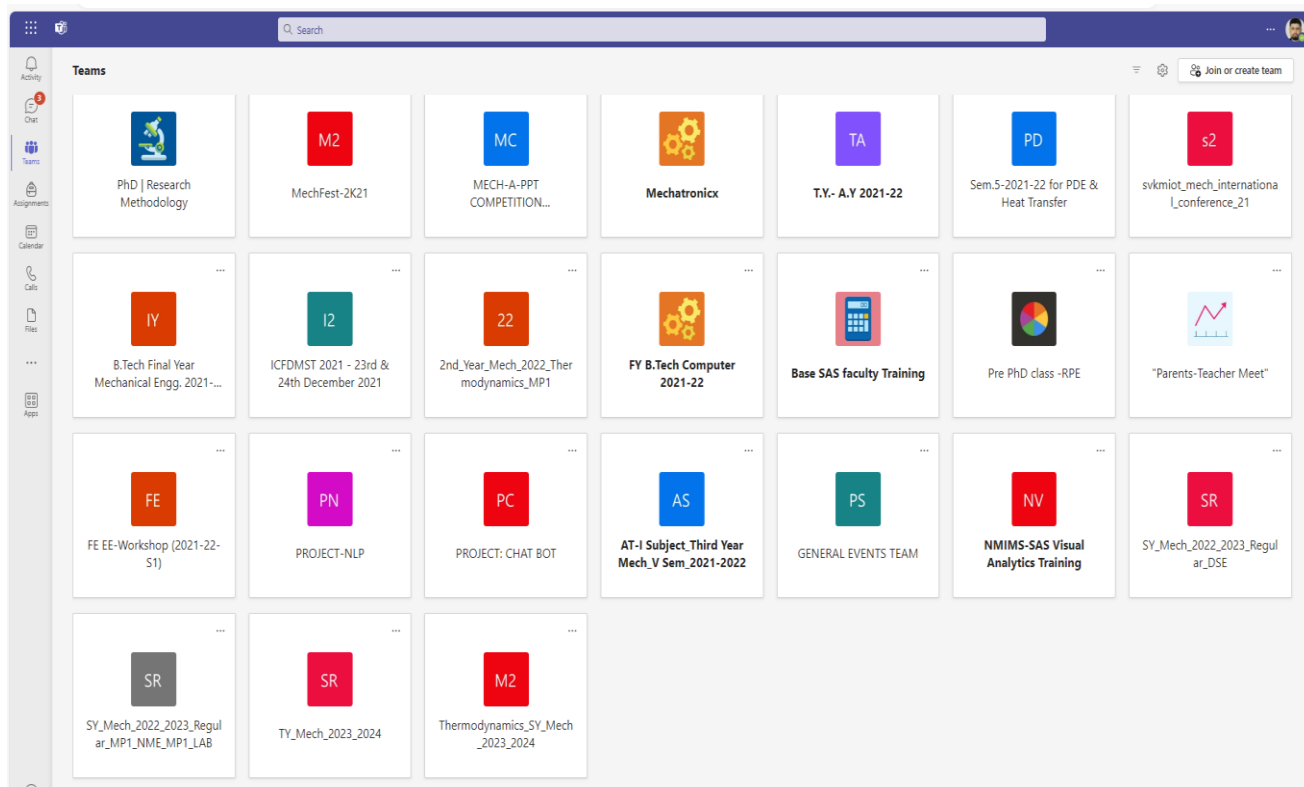 Search
...
Activity
3
Chat
Teams
Assignments
Calendar
Calls
Files
...
Apps
Teams
Join or create team
PhD | Research
Methodology
M2
MechFest-2K21
MC
MECH-A-PPT
COMPETITION...
Mechatronicx
TA
T.Y.- A.Y 2021-22
PD
Sem.5-2021-22 for PDE &
Heat Transfer
s2
svkmiot_mech_internationa
l_conference_21
...
IY
B.Tech Final Year
Mechanical Engg. 2021-...
...
I2
ICFDMST 2021 - 23rd &
24th December 2021
...
22
2nd_Year_Mech_2022_Ther
modynamics_MP1
...
FY B.Tech Computer
2021-22
...
Base SAS faculty Training
...
Pre PhD class -RPE
...
"Parents-Teacher Meet"
...
FE
FE EE-Workshop (2021-22-
S1)
...
PN
PROJECT-NLP
...
PC
PROJECT: CHAT BOT
...
AS
AT-I Subject_Third Year
Mech_V Sem_2021-2022
...
PS
GENERAL EVENTS TEAM
...
NV
NMIMS-SAS Visual
Analytics Training
...
SR
SY_Mech_2022_2023_Regul
ar_DSE
...
SR
SY_Mech_2022_2023_Regul
ar_MP1_NME_MP1_LAB
...
SR
TY_Mech_2023_2024
...
M2
Thermodynamics_SY_Mech
_2023_2024